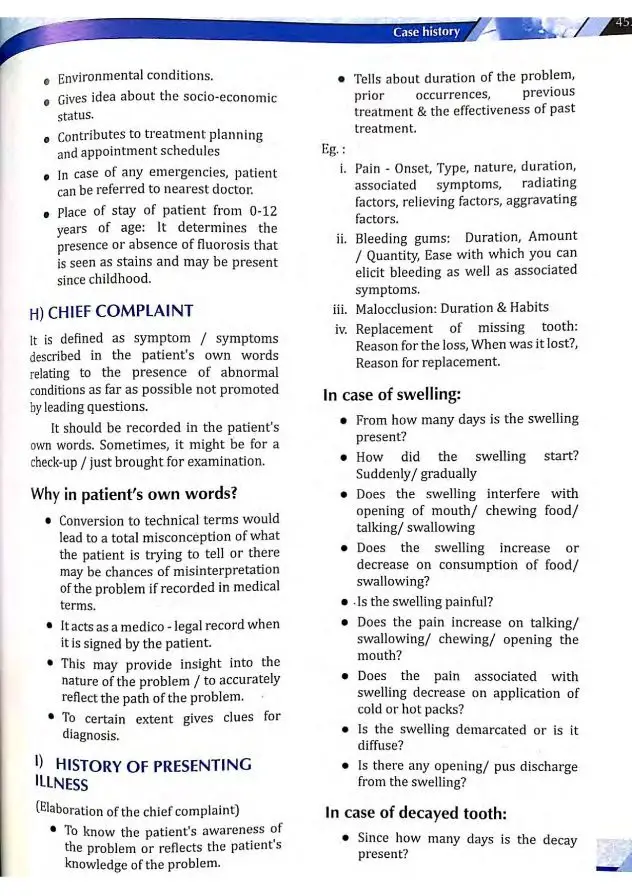 Case history
45
Environmental conditions.
Gives idea about the socio-economic
status.
Contributes to treatment planning
and appointment schedules
In case of any emergencies, patient
can be referred to nearest doctor.
Place of stay of patient from 0-12
years of age: It determines the
presence or absence of fluorosis that
is seen as stains and may be present
since childhood.
H) CHIEF COMPLAINT
It is defined as symptom / symptoms
described in the patient's own words
relating to the presence of abnormal
conditions as far as possible not promoted
by leading questions.
It should be recorded in the patient's
own words. Sometimes, it might be for a
check-up / just brought for examination.
Why in patient's own words?
• Conversion to technical terms would
lead to a total misconception of what
the patient is trying to tell or there
may be chances of misinterpretation
of the problem if recorded in medical
terms.
• It acts as a medico - legal record when
it is signed by the patient.
• This may provide insight into the
nature of the problem / to accurately
reflect the path of the problem.
• To certain extent gives clues for
diagnosis.
I) HISTORY OF PRESENTING
ILLNESS
(Elaboration of the chief complaint)
• To know the patient's awareness of
the problem or reflects the patient's
knowledge of the problem.
• Tells about duration of the problem,
prior occurrences, previous
treatment & the effectiveness of past
treatment.
Eg. :
i. Pain - Onset, Type, nature, duration,
associated symptoms, radiating
factors, relieving factors, aggravating
factors.
ii. Bleeding gums: Duration, Amount
/ Quantity, Ease with which you can
elicit bleeding as well as associated
symptoms.
iii. Malocclusion: Duration & Habits
iv. Replacement of missing tooth:
Reason for the loss, When was it lost?,
Reason for replacement.
In case of swelling:
• From how many days is the swelling
present?
• How did the swelling start?
Suddenly/ gradually
• Does the swelling interfere with
opening of mouth/ chewing food/
talking/ swallowing
• Does the swelling increase or
decrease on consumption of food/
swallowing?
• Is the swelling painful?
• Does the pain increase on talking/
swallowing/ chewing/ opening the
mouth?
• Does the pain associated with
swelling decrease on application of
cold or hot packs?
• Is the swelling demarcated or is it
diffuse?
• Is there any opening/ pus discharge
from the swelling?
In case of decayed tooth:
• Since how many days is the decay
present?